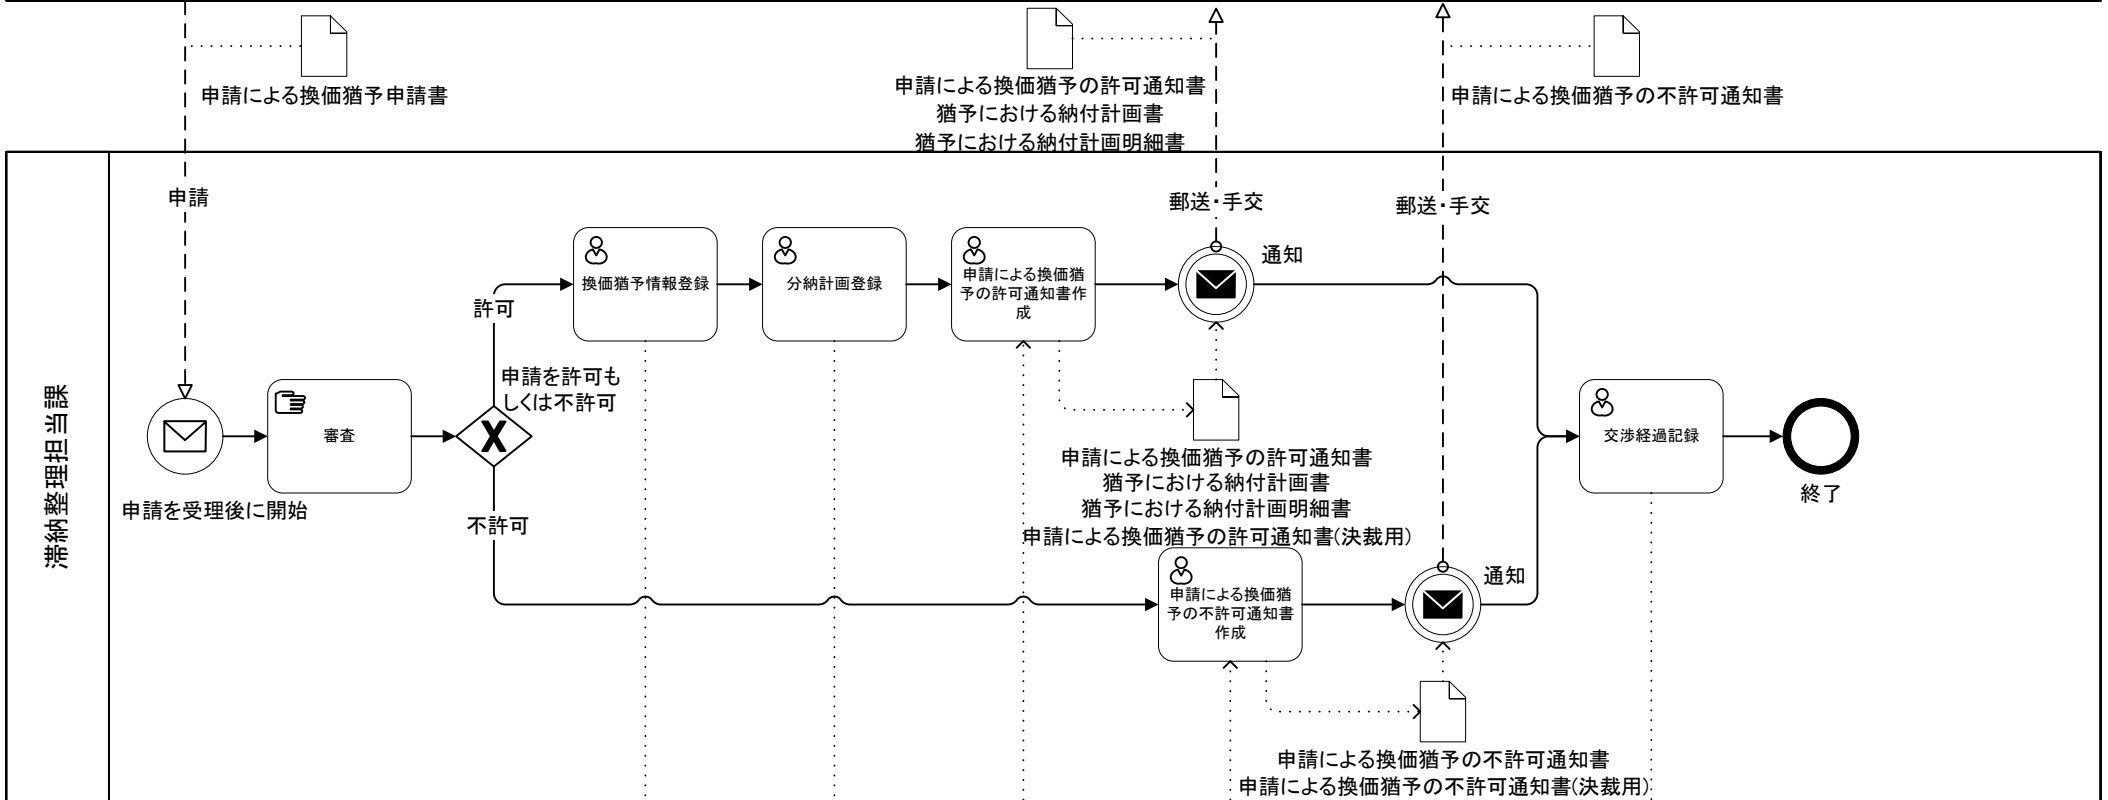 申請による換価猶予申請書
申請による換価猶予の許可通知書
猶予における納付計画書
猶予における納付計画明細書
申請による換価猶予の不許可通知書
申請
郵送・手交
郵送・手交
滞納整理担当課
申請を受理後に開始
審査
申請を許可も
しくは不許可
許可
不許可
換価猶予情報登録
分納計画登録
申請による換価猶
予の許可通知書作
成
通知
申請による換価猶予の許可通知書
猶予における納付計画書
猶予における納付計画明細書
申請による換価猶予の許可通知書(決裁用)
申請による換価猶
予の不許可通知書
作成
通知
申請による換価猶予の不許可通知書
申請による換価猶予の不許可通知書(決裁用)
交渉経過記録
終了